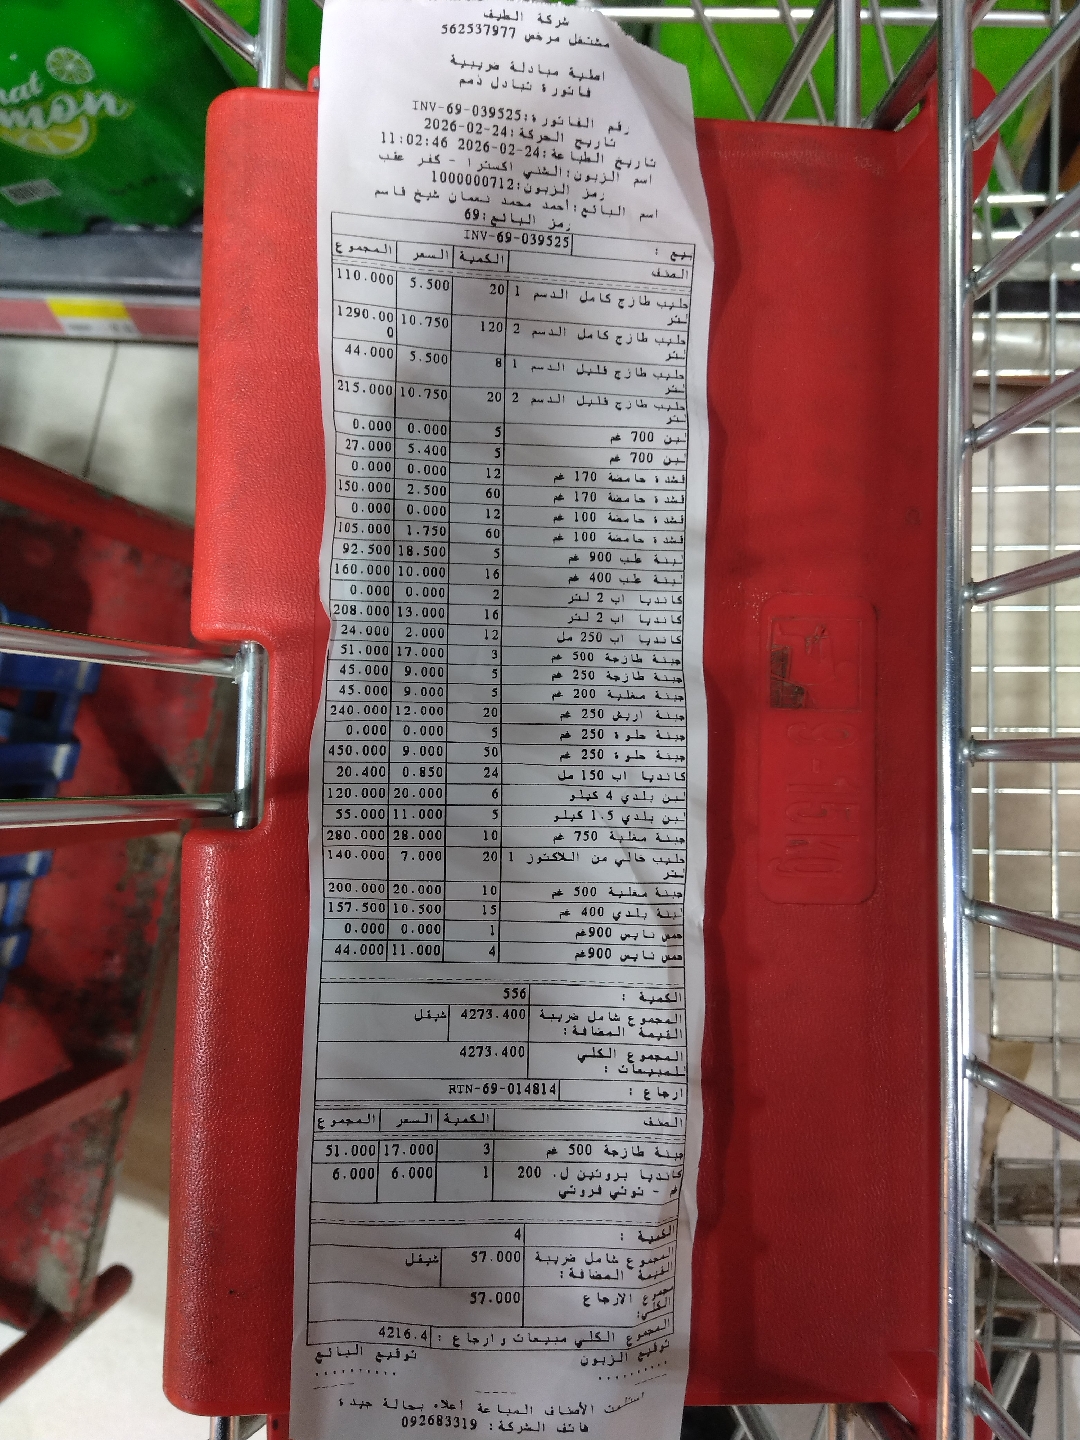 شركة الطيف
مشتغل مرخص 562537977
اصلية مبادلة ضريبية
فاتورة تبادل ذمم
رقم الفاتورة:INV-69-039525
تاريخ الحركة:24-02-2026
تاريخ الطباعة:24-02-2026 11:02:46
اسم الزبون:الشني اكسترا - كفر عقب
رمز الزبون:1000000712
اسم البائع:أحمد محمد نعمان شيخ قاسم
رمز البائع:69
بيع : INV-69-039525
الصنف الكمية السعر المجموع
حليب طازج كامل الدسم 1 لتر 20 5.500 110.000
حليب طازج كامل الدسم 2 لتر 120 10.750 1290.000
حليب طازج قليل الدسم 1 لتر 8 5.500 44.000
حليب طازج قليل الدسم 2 لتر 20 10.750 215.000
لبن 700 غم 5 0.000 0.000
لبن 700 غم 5 5.400 27.000
قشدة حامضة 170 غم 12 0.000 0.000
قشدة حامضة 170 غم 60 2.500 150.000
قشدة حامضة 100 غم 12 0.000 0.000
قشدة حامضة 100 غم 60 1.750 105.000
لبنة علب 900 غم 5 18.500 92.500
لبنة علب 400 غم 16 10.000 160.000
كانديا اب 2 لتر 2 0.000 0.000
كانديا اب 2 لتر 16 13.000 208.000
كانديا اب 250 مل 12 2.000 24.000
جبنة طازجة 500 غم 3 17.000 51.000
جبنة طازجة 250 غم 5 9.000 45.000
جبنة مغلية 200 غم 5 9.000 45.000
جبنة اريش 250 غم 20 12.000 240.000
جبنة حلوة 250 غم 5 0.000 0.000
جبنة حلوة 250 غم 50 9.000 450.000
كانديا اب 150 مل 24 0.850 20.400
لبن بلدي 4 كيلو 6 20.000 120.000
لبن بلدي 1.5 كيلو 5 11.000 55.000
جبنة مغلية 750 غم 10 28.000 280.000
حليب خالي من اللاكتوز 1 لتر 20 7.000 140.000
جبنة مغلية 500 غم 10 20.000 200.000
لبنة بلدي 400 غم 15 10.500 157.500
حمص نايس 900غم 1 0.000 0.000
حمص نايس 900غم 4 11.000 44.000
الكمية : 556
المجموع شامل ضريبة القيمة المضافة: 4273.400 شيقل
المجموع الكلي للمبيعات : 4273.400
ارجاع : RTN-69-014814
الصنف الكمية السعر المجموع
جبنة طازجة 500 غم 3 17.000 51.000
كانديا بروتين ل. 200 غم - توتي فروتي 1 6.000 6.000
الكمية : 4
المجموع شامل ضريبة القيمة المضافة: 57.000 شيقل
مجموع الارجاع الكلي: 57.000
المجموع الكلي مبيعات وارجاع : 4216.4
توقيع الزبون توقيع البائع
استلمت الأصناف المباعة اعلاه بحالة جيدة
هاتف الشركة : 092683319
mon
8-15Kg